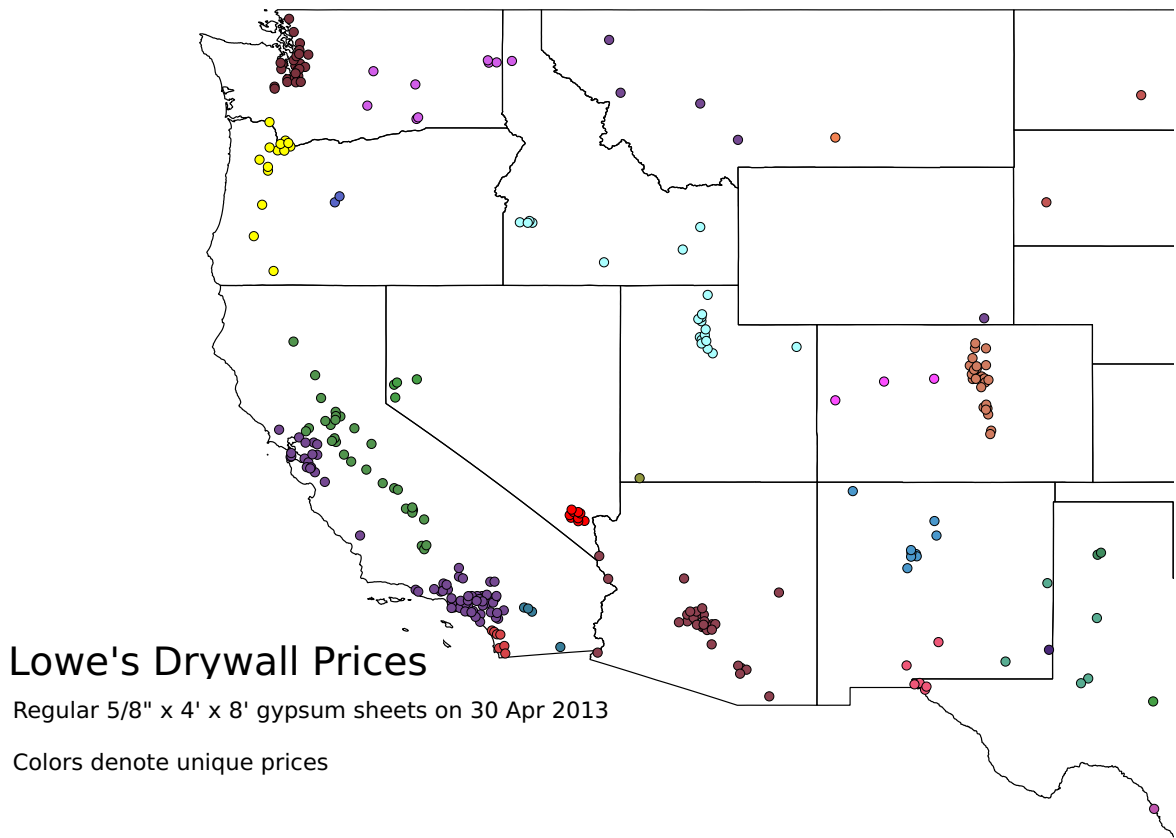 Lowe's Drywall Prices
Regular 5/8" x 4' x 8' gypsum sheets on 30 Apr 2013
Colors denote unique prices